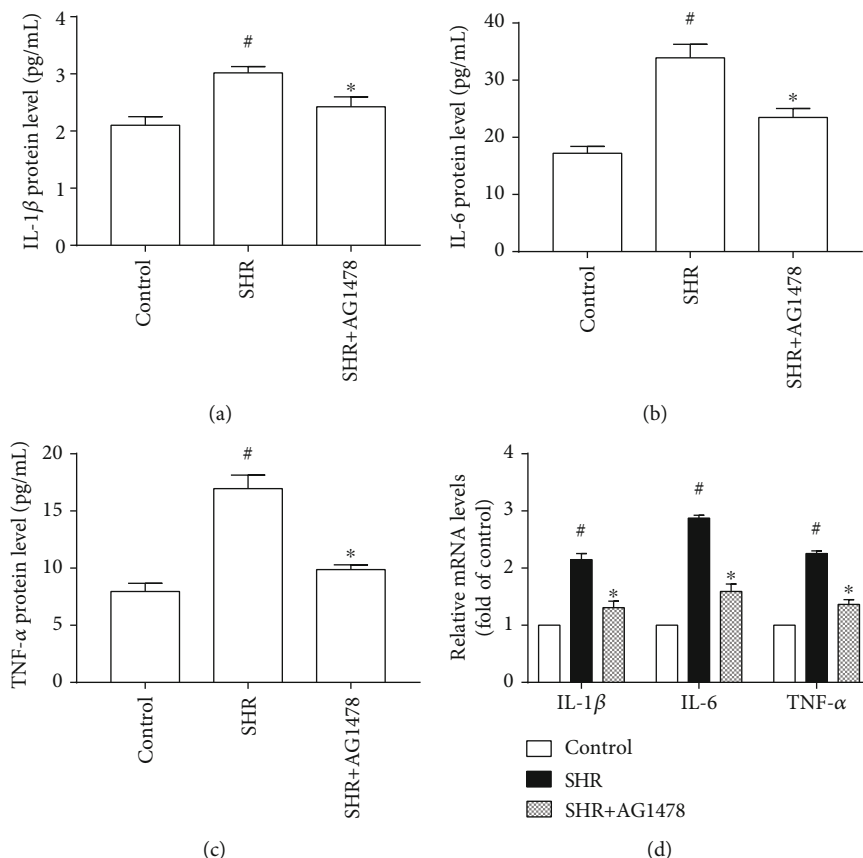 IL-1β protein level (pg/mL)
4
3
2
1
0
#
*
Control
SHR
SHR+AG1478
(a)
IL-6 protein level (pg/mL)
40
30
20
10
0
#
*
Control
SHR
SHR+AG1478
(b)
TNF-α protein level (pg/mL)
20
15
10
5
0
#
*
Control
SHR
SHR+AG1478
(c)
Relative mRNA levels
(fold of control)
4
3
2
1
0
#
*
#
*
#
*
IL-1β
IL-6
TNF-α
Control
SHR
SHR+AG1478
(d)